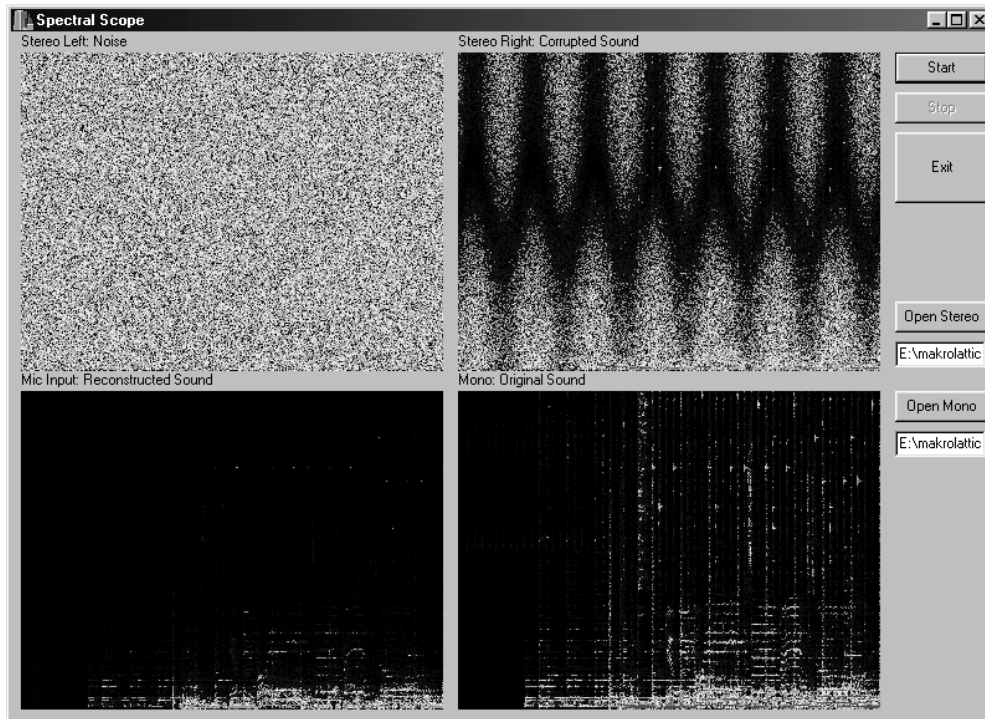 Spectral Scope
Stereo Left: Noise
Stereo Right: Corrupted Sound
Start
Stop
Exit
Open Stereo
E:\makrolattic
Mic Input: Reconstructed Sound
Mono: Original Sound
Open Mono
E:\makrolattic